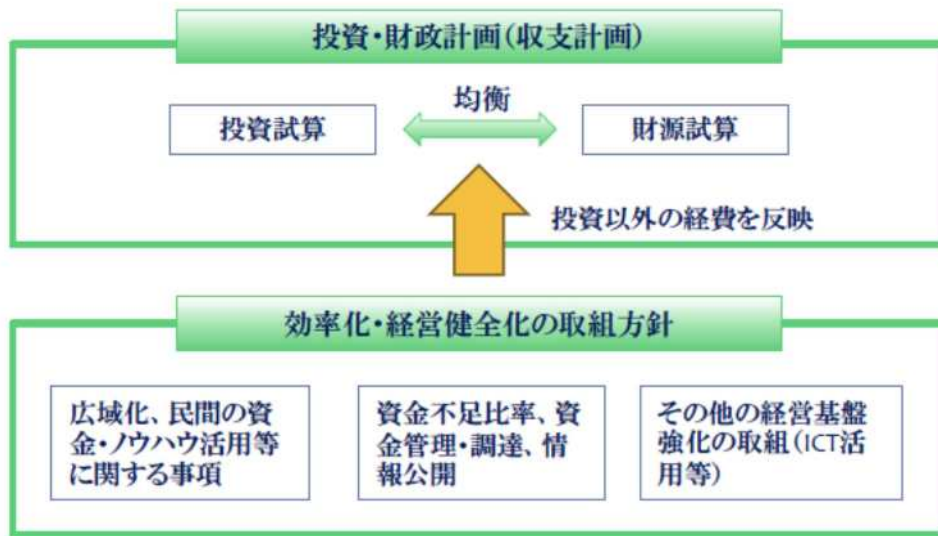 投資・財政計画(収支計画)
均衡
投資試算
財源試算
投資以外の経費を反映
効率化・経営健全化の取組方針
広域化、民間の資
金・ノウハウ活用等
に関する事項
資金不足比率、資
金管理・調達、情
報公開
その他の経営基盤
強化の取組(ICT活
用等)